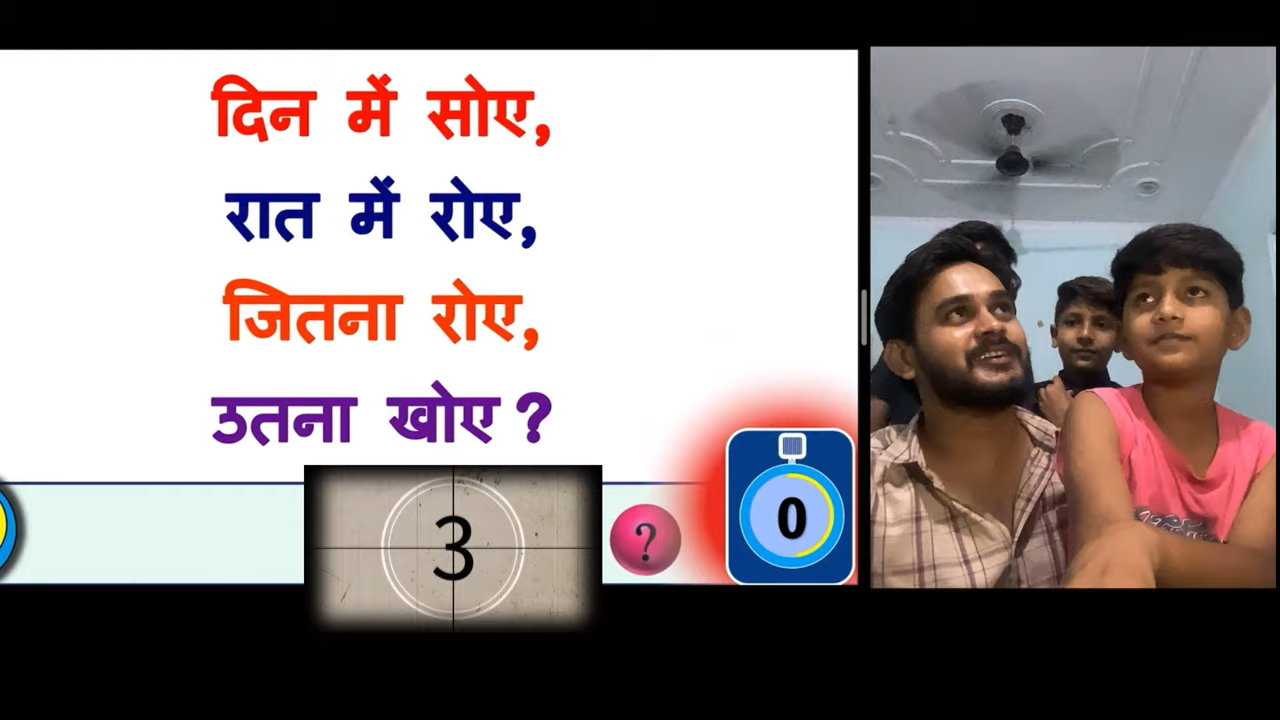 दिन में सोए,
रात में रोए,
जितना रोए,
उतना खोए ?
3
?
0